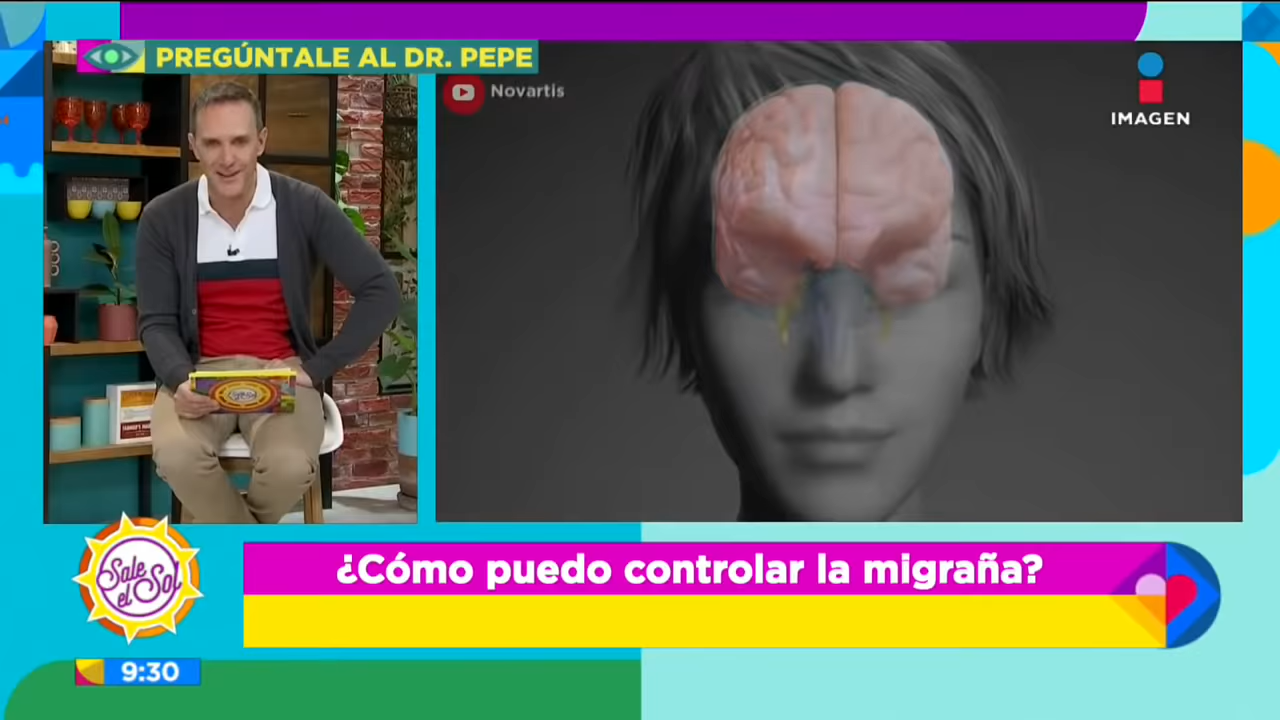 PREGÚNTALE AL DR. PEPE
Novartis
IMAGEN
¿Cómo puedo controlar la migraña?
Sale
el Sol
9:30